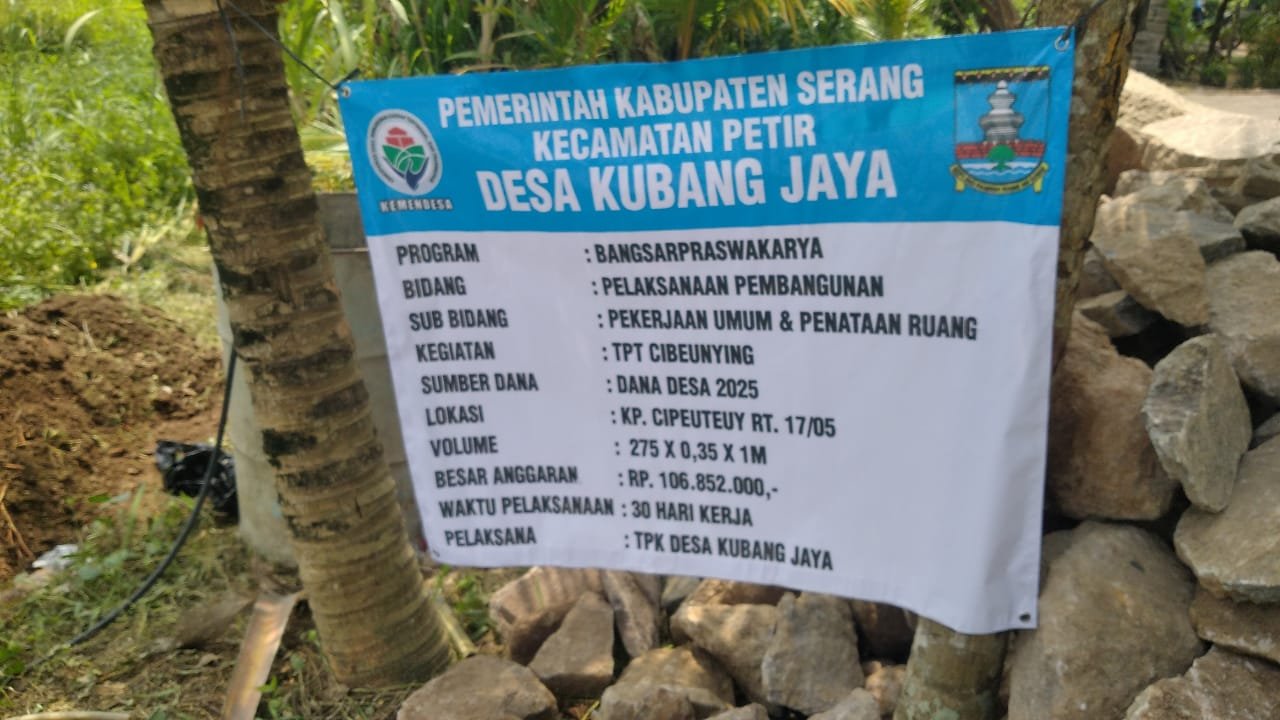 PEMERINTAH KABUPATEN SERANG
KECAMATAN PETIR
DESA KUBANG JAYA
KEMENDESA
PROGRAM : BANGSARPRASWAKARYA
BIDANG : PELAKSANAAN PEMBANGUNAN
SUB BIDANG : PEKERJAAN UMUM & PENATAAN RUANG
KEGIATAN : TPT CIBEUNYING
SUMBER DANA : DANA DESA 2025
LOKASI : KP. CIPEUTEUY RT. 17/05
VOLUME : 275 X 0,35 X 1M
BESAR ANGGARAN : RP. 106.852.000,-
WAKTU PELAKSANAAN : 30 HARI KERJA
PELAKSANA : TPK DESA KUBANG JAYA